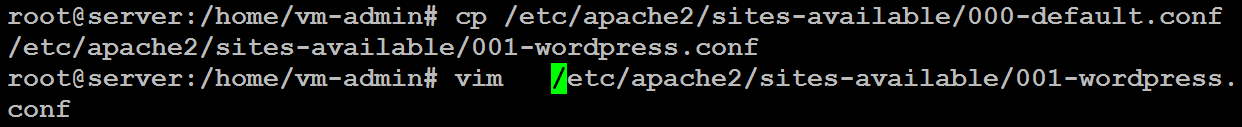 root@server:/home/vm-admin# cp /etc/apache2/sites-available/000-default.conf
/etc/apache2/sites-available/001-wordpress.conf
root@server:/home/vm-admin# vim   /etc/apache2/sites-available/001-wordpress.
conf